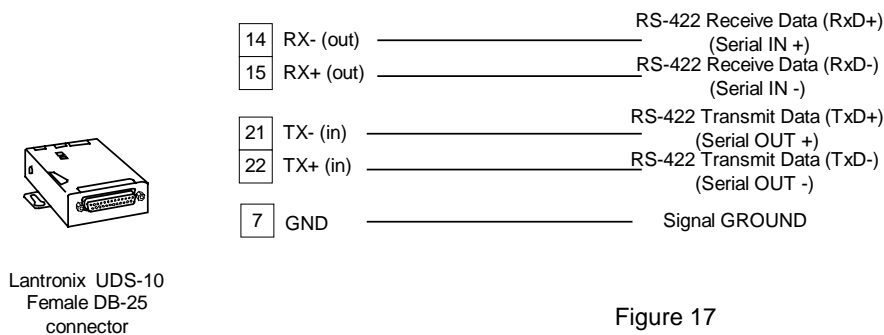 14 RX- (out) RS-422 Receive Data (RxD+)
(Serial IN +)
15 RX+ (out) RS-422 Receive Data (RxD-)
(Serial IN -)
21 TX- (in) RS-422 Transmit Data (TxD+)
(Serial OUT +)
22 TX+ (in) RS-422 Transmit Data (TxD-)
(Serial OUT -)
7 GND Signal GROUND
Lantronix UDS-10
Female DB-25
connector
Figure 17